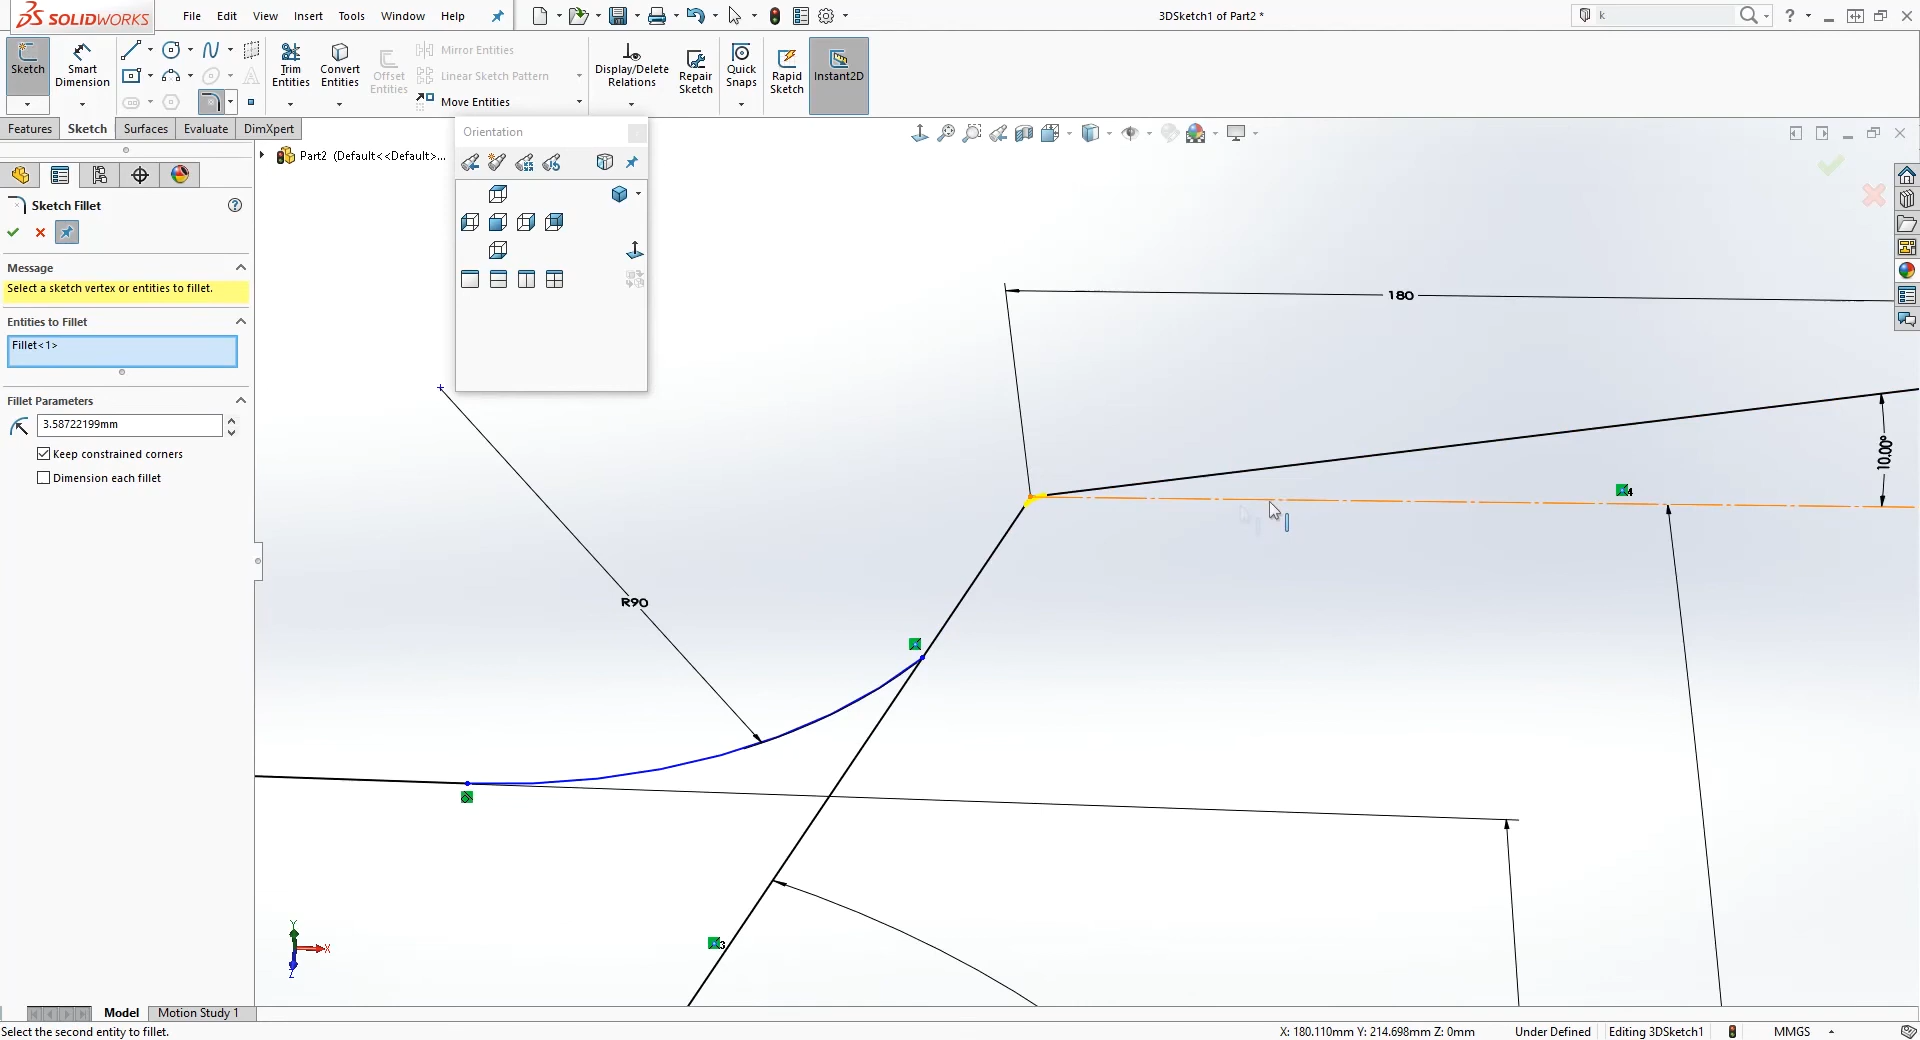 SOLIDWORKS
File Edit View Insert Tools Window Help
3DSketch1 of Part2 *
k
Sketch
Smart Dimension
Trim Entities
Convert Entities
Offset Entities
Mirror Entities
Linear Sketch Pattern
Move Entities
Display/Delete Relations
Repair Sketch
Quick Snaps
Rapid Sketch
Instant2D
Features Sketch Surfaces Evaluate DimXpert
Orientation
Part2 (Default<<Default>...
Sketch Fillet
Message
Select a sketch vertex or entities to fillet.
Entities to Fillet
Fillet<1>
Fillet Parameters
3.58722199mm
Keep constrained corners
Dimension each fillet
180
10.00°
4
R90
3
Y
X
Z
Model Motion Study 1
Select the second entity to fillet.
X: 180.110mm Y: 214.698mm Z: 0mm
Under Defined
Editing 3DSketch1
MMGS